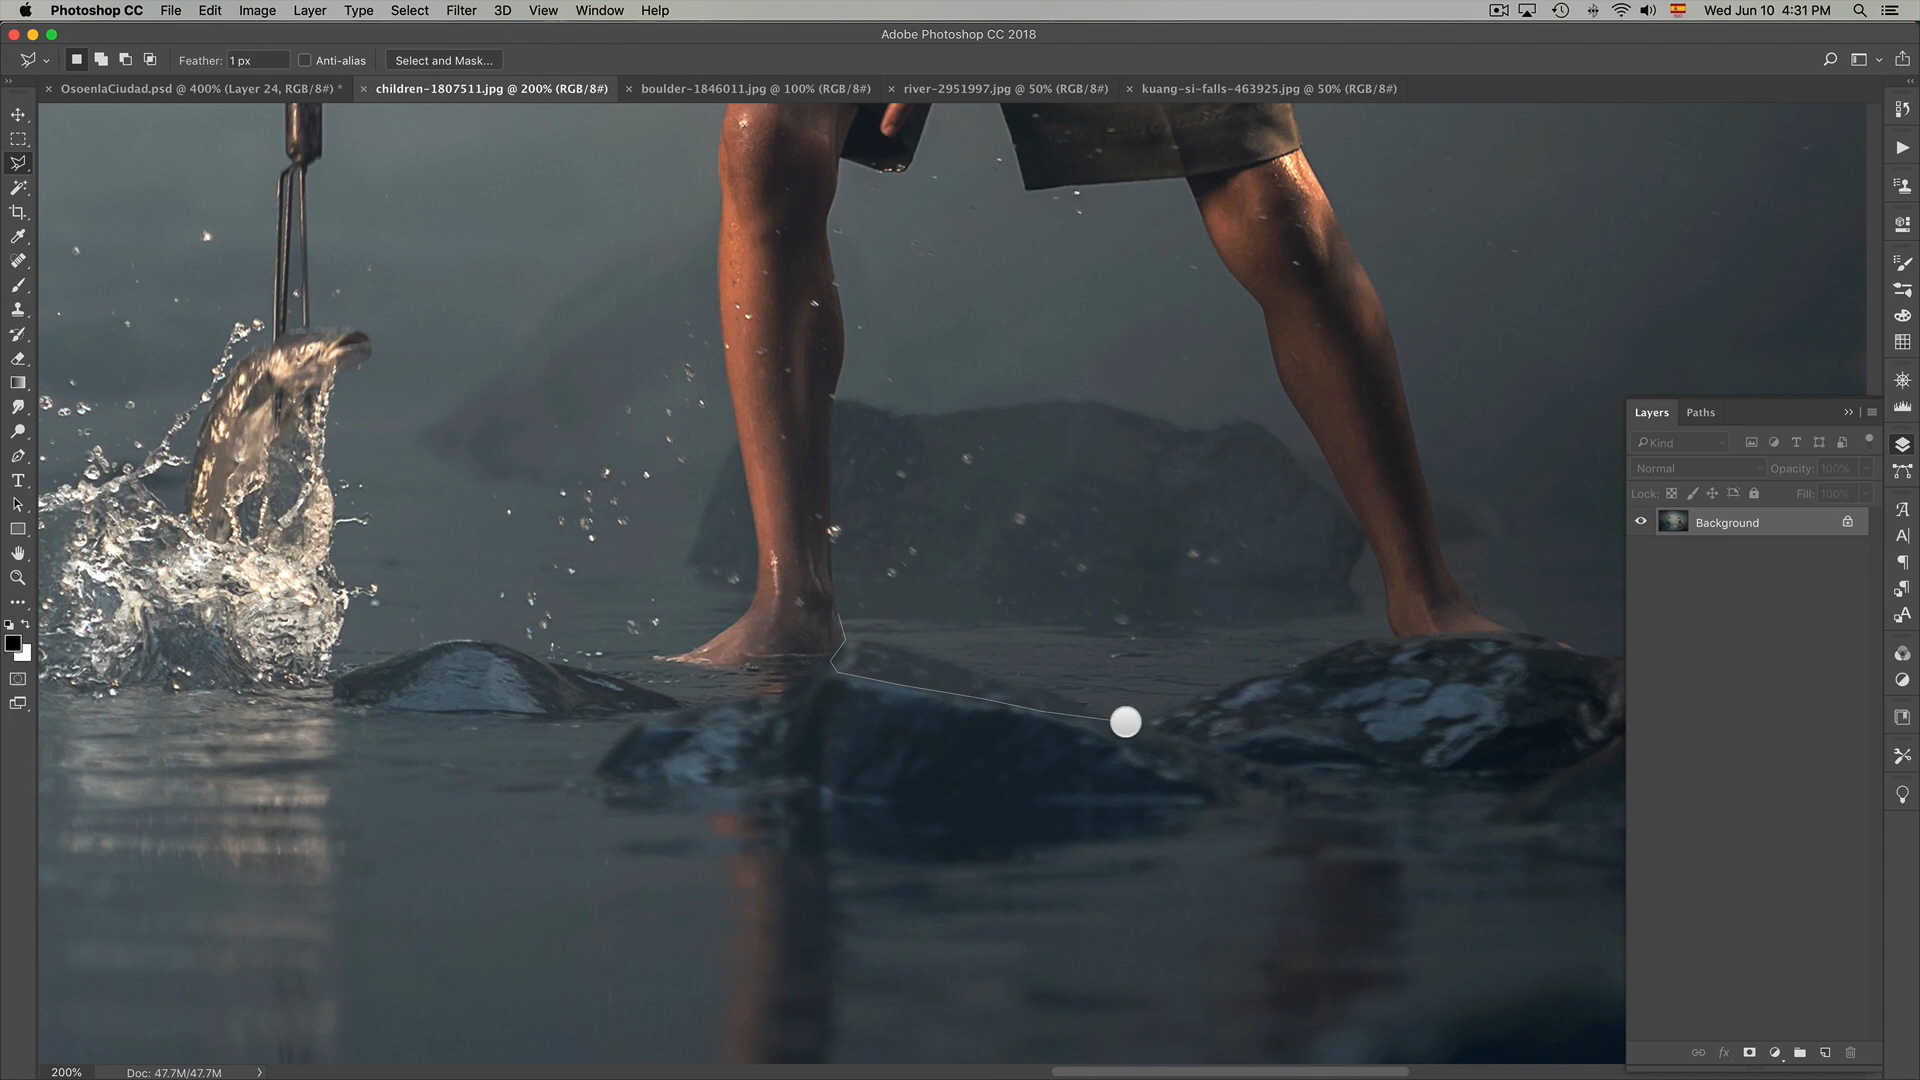 Photoshop CC File Edit Image Layer Type Select Filter 3D View Window Help ISO Wed Jun 10 4:31 PM
Adobe Photoshop CC 2018
Feather: 1 px Anti-alias Select and Mask...
× OsoenlaCiudad.psd @ 400% (Layer 24, RGB/8#) * × children-1807511.jpg @ 200% (RGB/8#) × boulder-1846011.jpg @ 100% (RGB/8#) × river-2951997.jpg @ 50% (RGB/8#) × kuang-si-falls-463925.jpg @ 50% (RGB/8#)
Layers Paths
Kind
Normal Opacity: 100%
Lock: Fill: 100%
Background
fx
200% Doc: 47.7M/47.7M